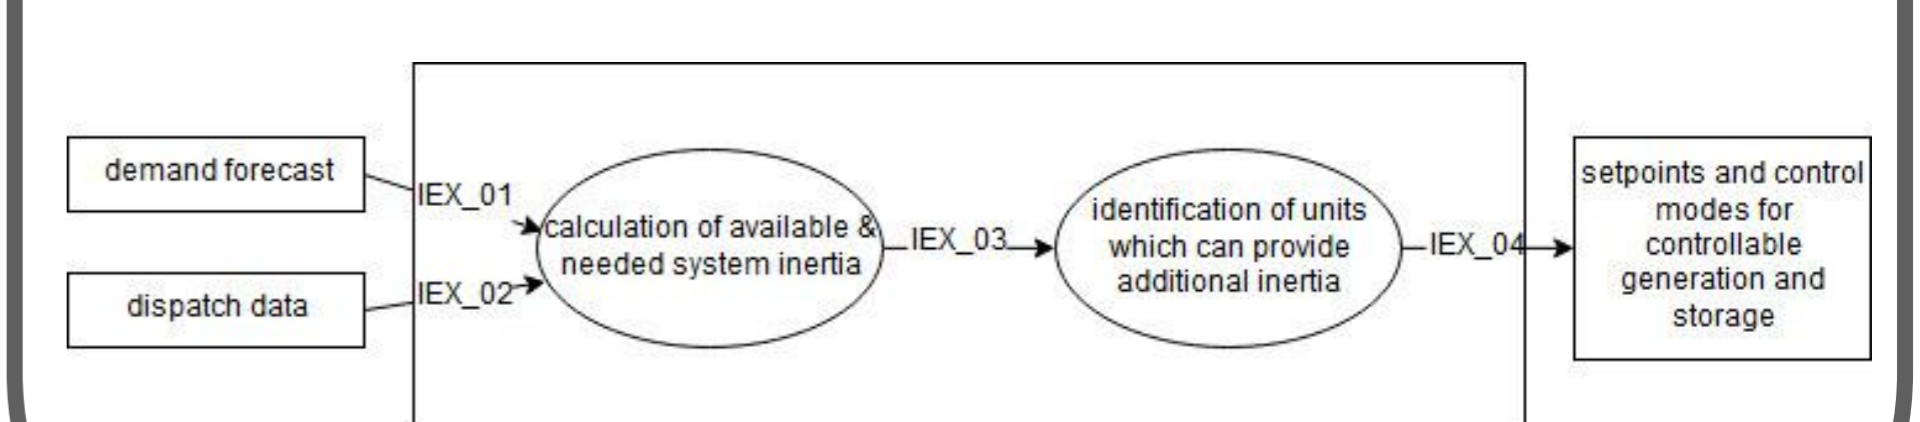 demand forecast
IEX_01
dispatch data
IEX_02
calculation of available &
needed system inertia
IEX_03
identification of units
which can provide
additional inertia
IEX_04
setpoints and control
modes for
controllable
generation and
storage